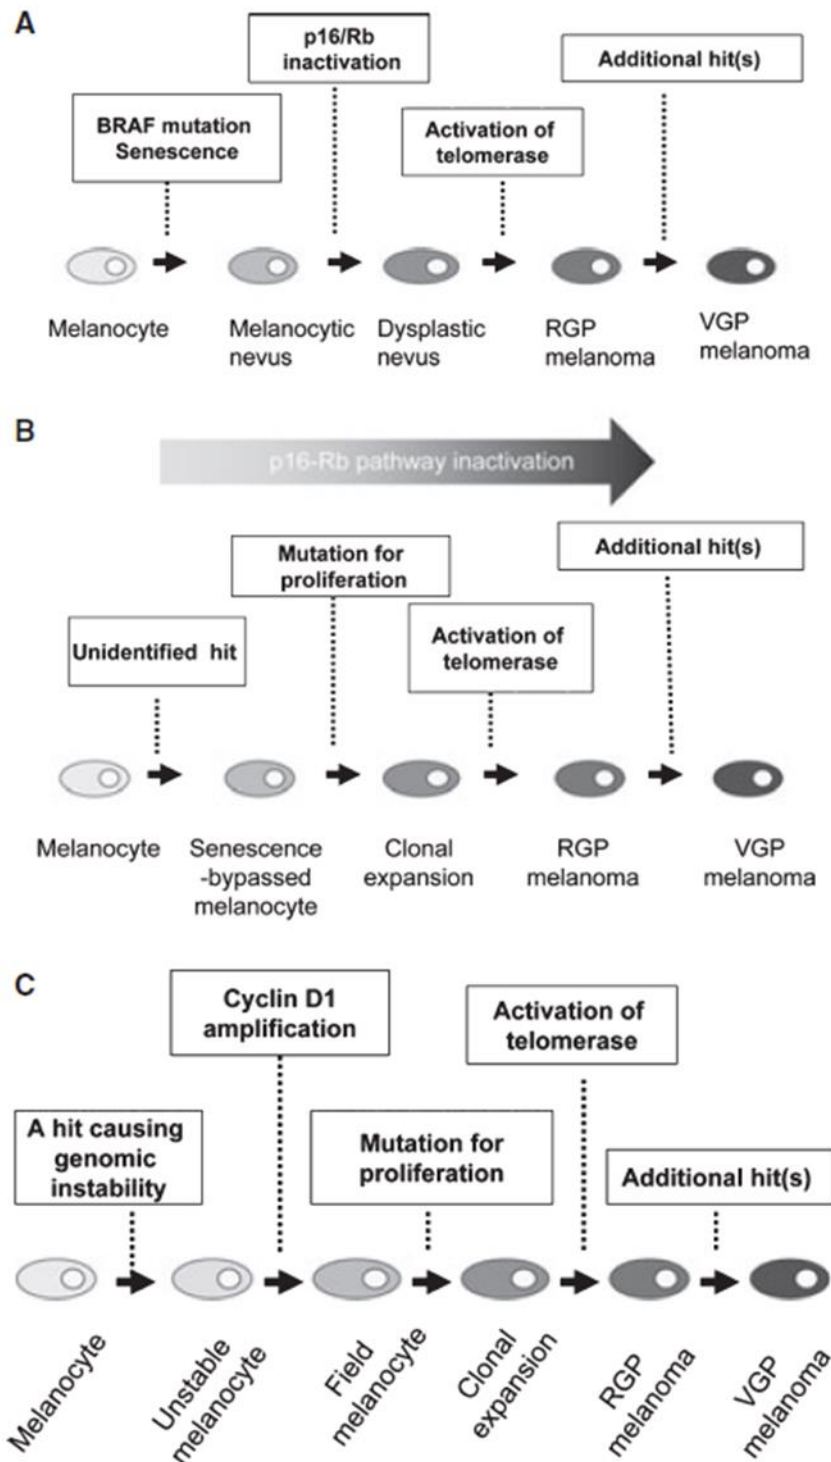 A
p16/Rb
inactivation
Additional hit(s)
BRAF mutation
Senescence
Activation of
telomerase
Melanocyte
Melanocytic
nevus
Dysplastic
nevus
RGP
melanoma
VGP
melanoma
B
p16-Rb pathway inactivation
Mutation for
proliferation
Additional hit(s)
Unidentified hit
Activation of
telomerase
Melanocyte
Senescence
-bypassed
melanocyte
Clonal
expansion
RGP
melanoma
VGP
melanoma
C
Cyclin D1
amplification
Activation of
telomerase
A hit causing
genomic
instability
Mutation for
proliferation
Additional hit(s)
Melanocyte
Unstable
melanocyte
Field
melanocyte
Clonal
expansion
RGP
melanoma
VGP
melanoma